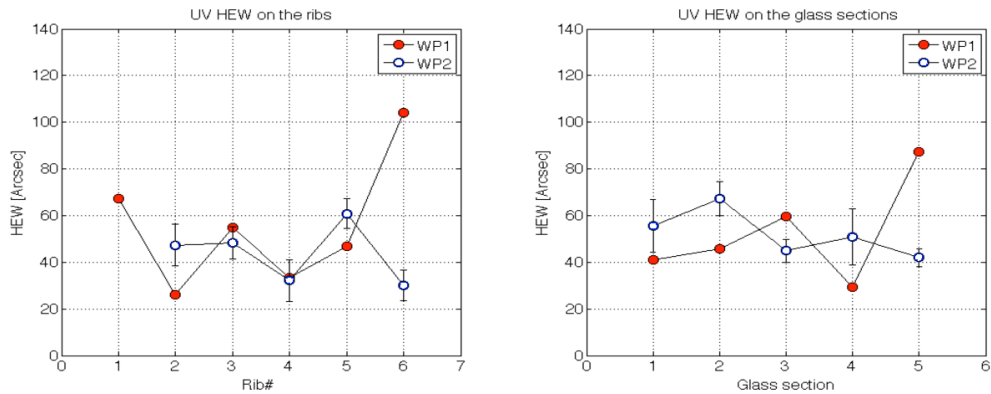 UV HEW on the ribs
140
120
100
80
60
40
20
0
HEW [Arcsec]
WP1
WP2
0 1 2 3 4 5 6 7
Rib#
UV HEW on the glass sections
140
120
100
80
60
40
20
0
HEW [Arcsec]
WP1
WP2
0 1 2 3 4 5 6
Glass section